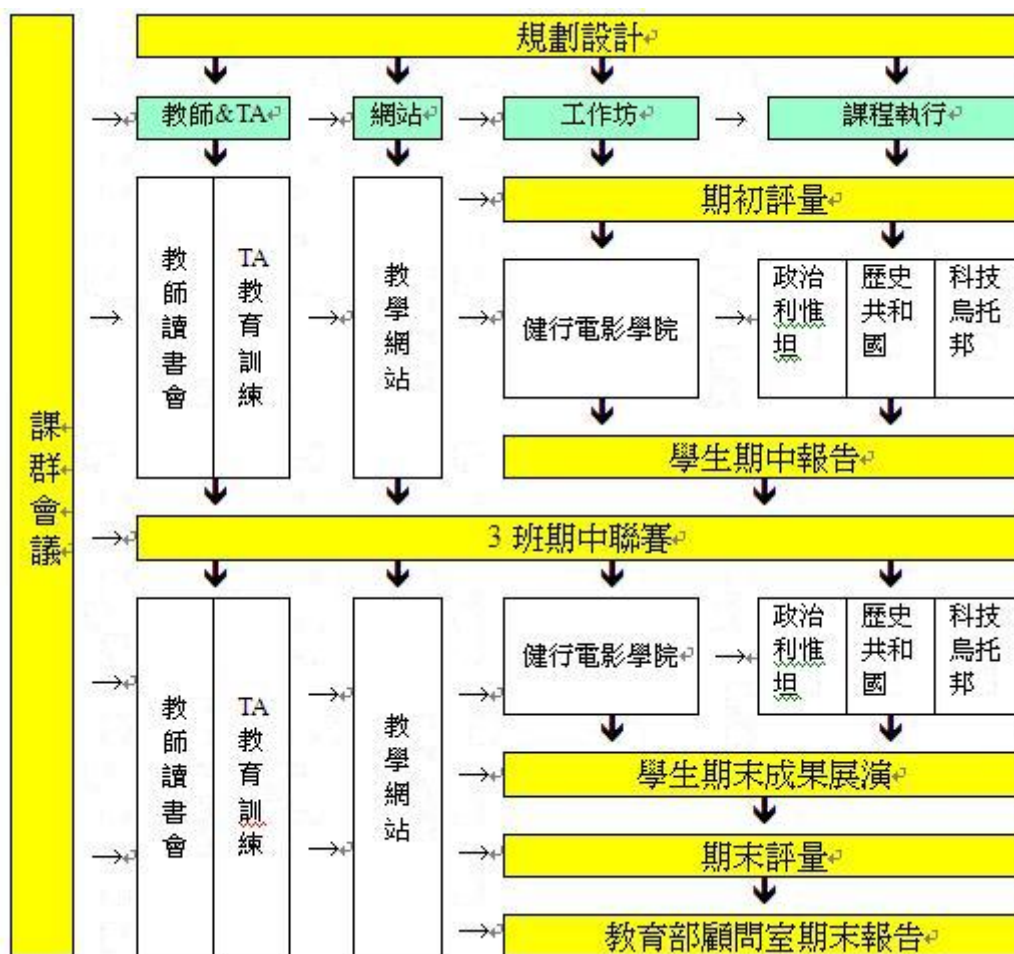 課群會議
規劃設計
教師&TA
網站
工作坊
課程執行
教師讀書會
TA
教育訓練
教學網站
期初評量
健行電影學院
政治
利惟
坦
歷史
共和
國
科技
烏托
邦
學生期中報告
3 班期中聯賽
教師讀書會
TA
教育訓練
教學網站
健行電影學院
政治
利惟
坦
歷史
共和
國
科技
烏托
邦
學生期末成果展演
期末評量
教育部顧問室期末報告